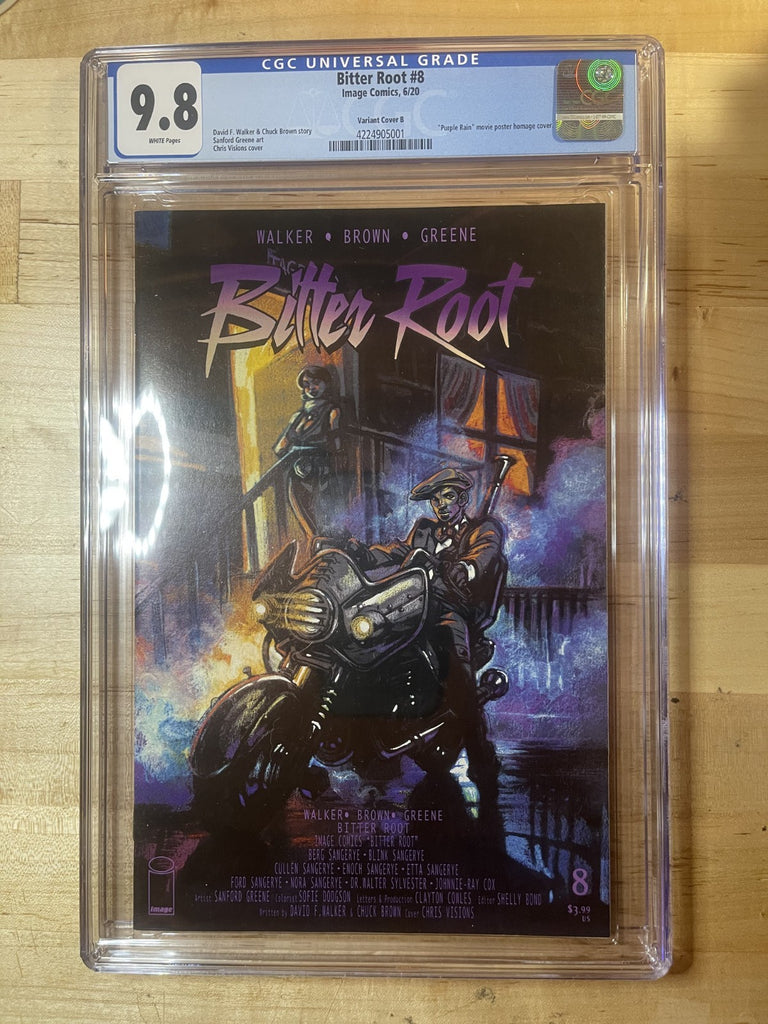 CGC UNIVERSAL GRADE
9.8
WHITE Pages
Bitter Root #8
Image Comics, 6/20
Variant Cover B
David F. Walker & Chuck Brown story
Sanford Greene art
Chris Visions cover
"Purple Rain" movie poster homage cover
4224905001
CGC
WALKER • BROWN • GREENE
Bitter Root
WALKER• BROWN• GREENE
BITTER ROOT
IMAGE COMICS "BITTER ROOT"
BERG SANGERYE • BLINK SANGERYE
CULLEN SANGERYE • ENOCH SANGERYE • ETTA SANGERYE
FORD SANGERYE • NORA SANGERYE • DR.WALTER SYLVESTER • JOHNNIE-RAY COX
Artist SANFORD GREENE Colorist SOFIE DODGSON Letters & Production CLAYTON COWLES Editor SHELLY BOND
Written by DAVID F.WALKER & CHUCK BROWN Cover CHRIS VISIONS
image
8
$3.99
US